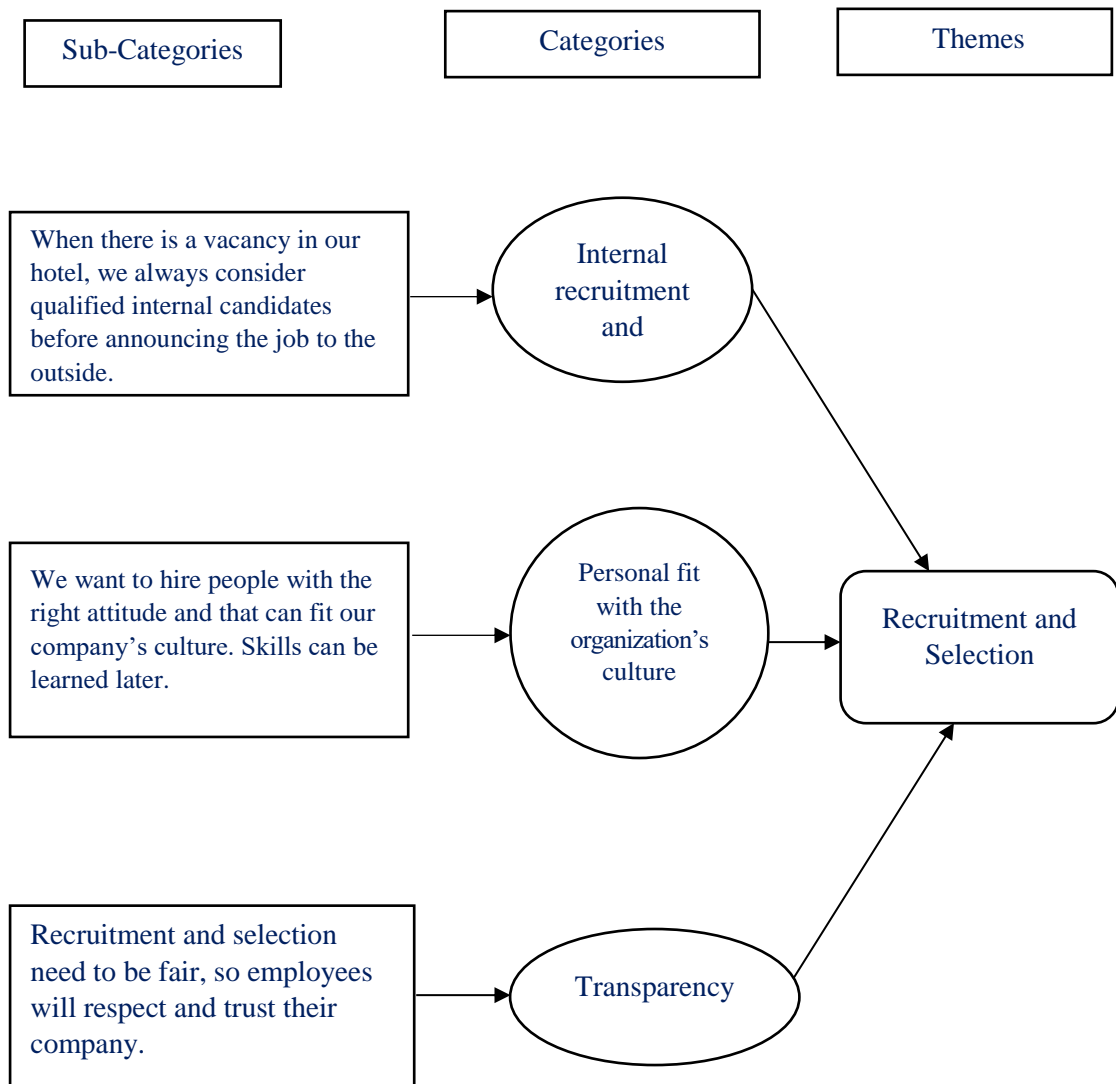 Sub-Categories
Categories
Themes
When there is a vacancy in our
hotel, we always consider
qualified internal candidates
before announcing the job to the
outside.
Internal
recruitment
and
We want to hire people with the
right attitude and that can fit our
company’s culture. Skills can be
learned later.
Personal fit
with the
organization’s
culture
Recruitment and
Selection
Recruitment and selection
need to be fair, so employees
will respect and trust their
company.
Transparency